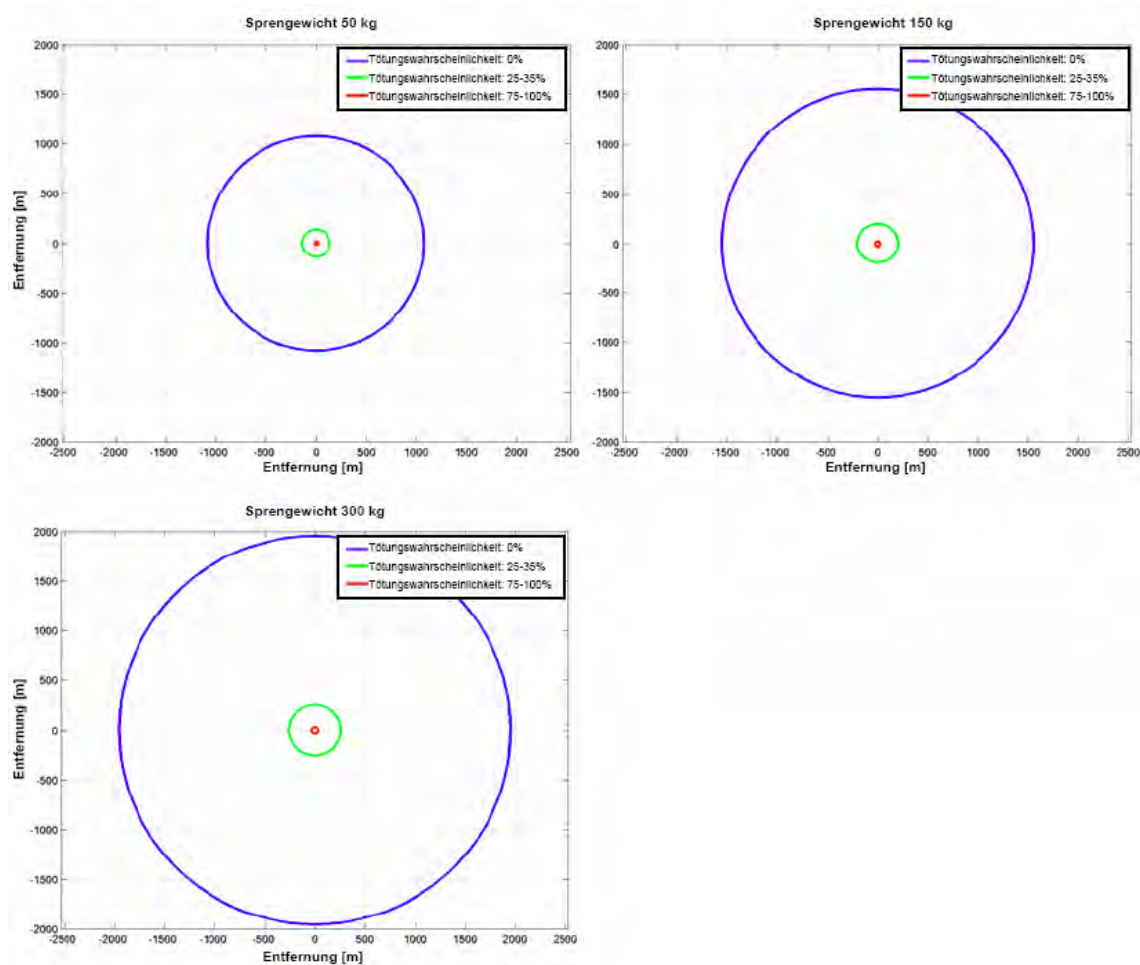 Sprengewicht 50 kg
Tötungswahrscheinlichkeit: 0%
Tötungswahrscheinlichkeit: 25-35%
Tötungswahrscheinlichkeit: 75-100%
2000
1500
1000
500
0
-500
-1000
-1500
-2000
Entfernung [m]
-2500 -2000 -1500 -1000 -500 0 500 1000 1500 2000 2500
Entfernung [m]
Sprengewicht 150 kg
Tötungswahrscheinlichkeit: 0%
Tötungswahrscheinlichkeit: 25-35%
Tötungswahrscheinlichkeit: 75-100%
2000
1500
1000
500
0
-500
-1000
-1500
-2000
-2500 -2000 -1500 -1000 -500 0 500 1000 1500 2000 2500
Entfernung [m]
Sprengewicht 300 kg
Tötungswahrscheinlichkeit: 0%
Tötungswahrscheinlichkeit: 25-35%
Tötungswahrscheinlichkeit: 75-100%
2000
1500
1000
500
0
-500
-1000
-1500
-2000
Entfernung [m]
-2500 -2000 -1500 -1000 -500 0 500 1000 1500 2000 2500
Entfernung [m]